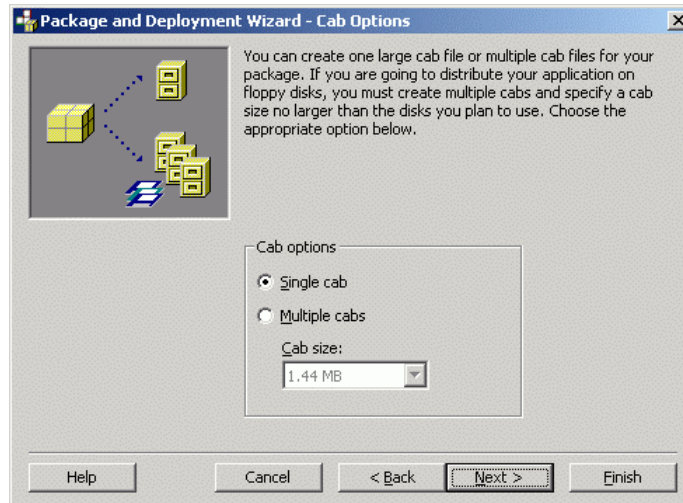 Package and Deployment Wizard - Cab Options
You can create one large cab file or multiple cab files for your
package. If you are going to distribute your application on
floppy disks, you must create multiple cabs and specify a cab
size no larger than the disks you plan to use. Choose the
appropriate option below.
Cab options
Single cab
Multiple cabs
Cab size:
1.44 MB
Help Cancel < Back Next > Finish